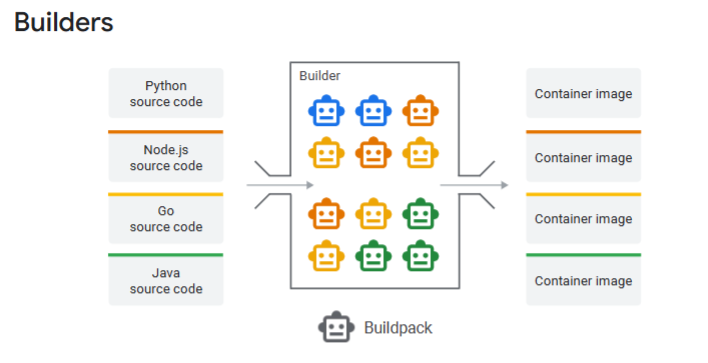 Builders
Python
source code
Node.js
source code
Go
source code
Java
source code
Builder
Container image
Container image
Container image
Container image
Buildpack